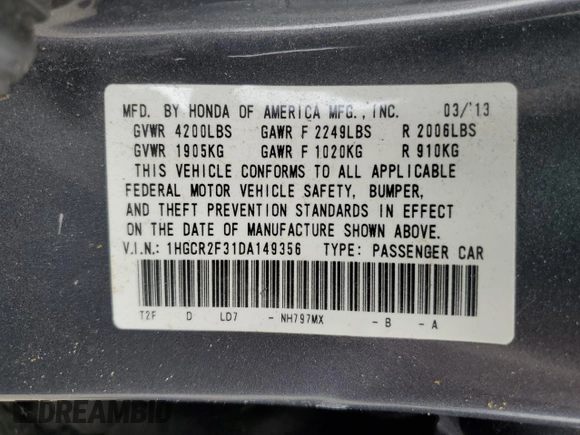 MFD. BY HONDA OF AMERICA MFG., INC. 03/'13
GVWR 4200LBS GAWR F 2249LBS R 2006LBS
GVWR 1905KG GAWR F 1020KG R 910KG
THIS VEHICLE CONFORMS TO ALL APPLICABLE
FEDERAL MOTOR VEHICLE SAFETY, BUMPER,
AND THEFT PREVENTION STANDARDS IN EFFECT
ON THE DATE OF MANUFACTURE SHOWN ABOVE.
V.I.N.: 1HGCR2F31DA149356 TYPE: PASSENGER CAR
T2F D LD7 - NH797MX - B - A
DREAMBID